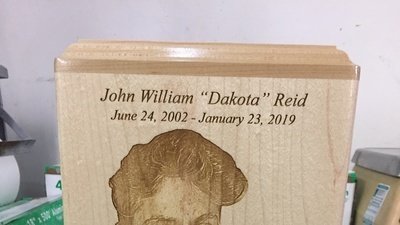 John William “Dakota” Reid
June 24, 2002 - January 23, 2019